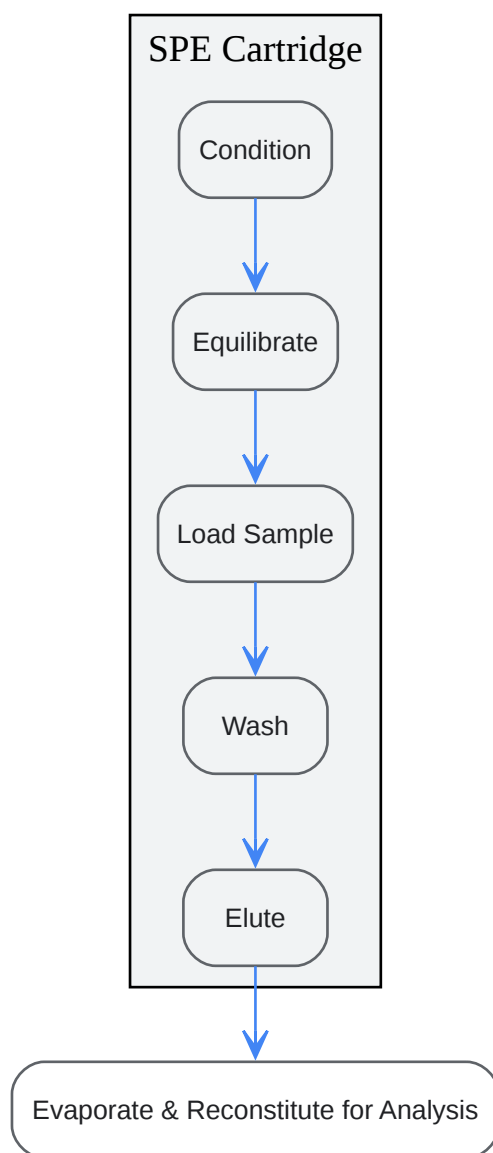 SPE Cartridge
Condition
Equilibrate
Load Sample
Wash
Elute
Evaporate & Reconstitute for Analysis